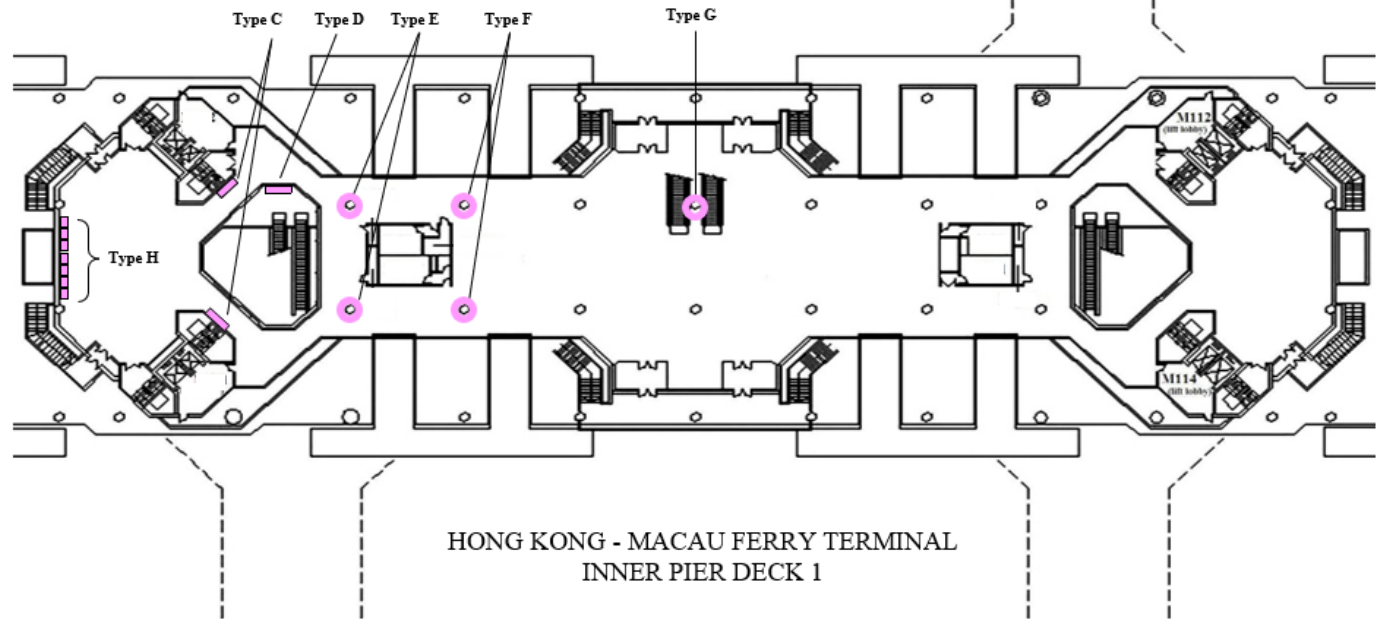 Type C
Type D
Type E
Type F
Type G
M112
(lift lobby)
Type H
M114
(lift lobby)
HONG KONG - MACAU FERRY TERMINAL
INNER PIER DECK 1